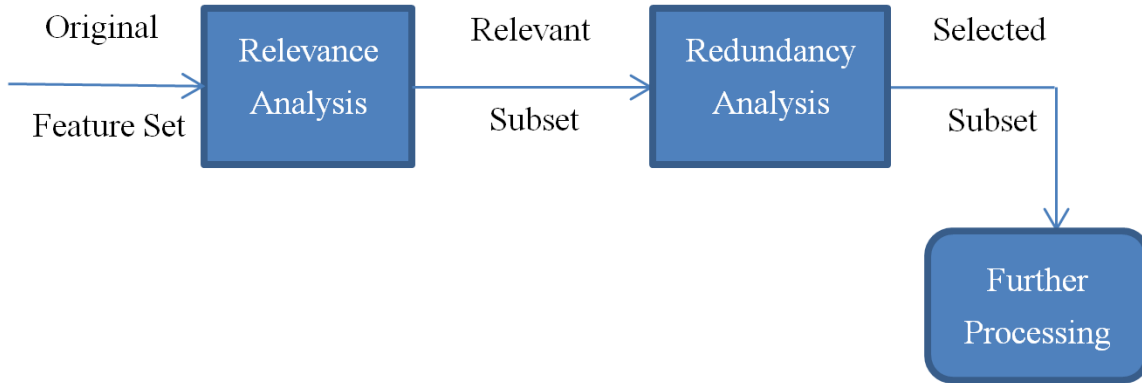 Original
Feature Set
Relevance
Analysis
Relevant
Subset
Redundancy
Analysis
Selected
Subset
Further
Processing